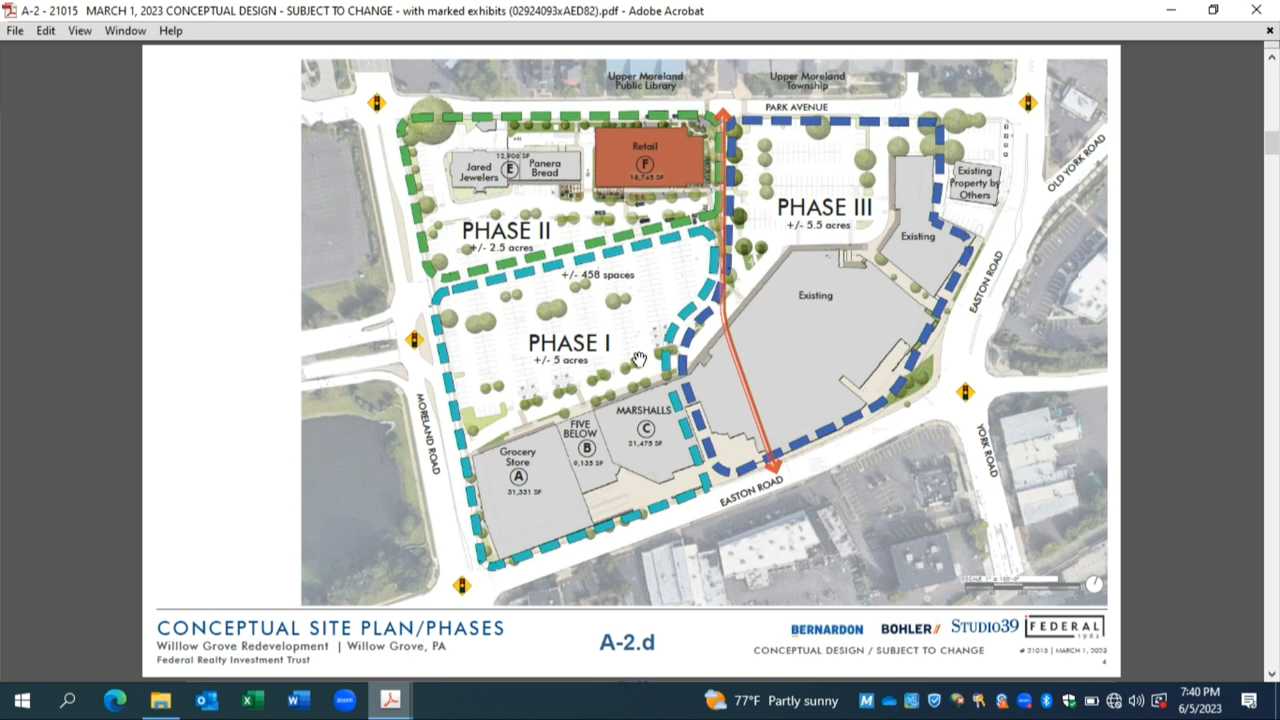 A-2 - 21015 MARCH 1, 2023 CONCEPTUAL DESIGN - SUBJECT TO CHANGE - with marked exhibits (02924093xAED82).pdf - Adobe Acrobat
File Edit View Window Help
Upper Moreland
Public Library
Upper Moreland
Township
PARK AVENUE
OLD YORK ROAD
12,906 SF
Jared
Jewelers
E
Panera
Bread
Retail
F
18,745 SF
Existing
Property by
Others
PHASE II
+/- 2.5 acres
PHASE III
+/- 5.5 acres
Existing
EASTON ROAD
+/- 458 spaces
Existing
PHASE I
+/- 5 acres
MORELAND ROAD
MARSHALLS
C
21,475 SF
FIVE
BELOW
B
9,135 SF
Grocery
Store
A
31,331 SF
YORK ROAD
EASTON ROAD
CONCEPTUAL SITE PLAN/PHASES
Willlow Grove Redevelopment | Willow Grove, PA
Federal Realty Investment Trust
A-2.d
BERNARDON
BOHLER//
STUDIO39
FEDERAL
1962
CONCEPTUAL DESIGN / SUBJECT TO CHANGE
# 21015 | MARCH 1, 2023
4
77°F Partly sunny
7:40 PM
6/5/2023